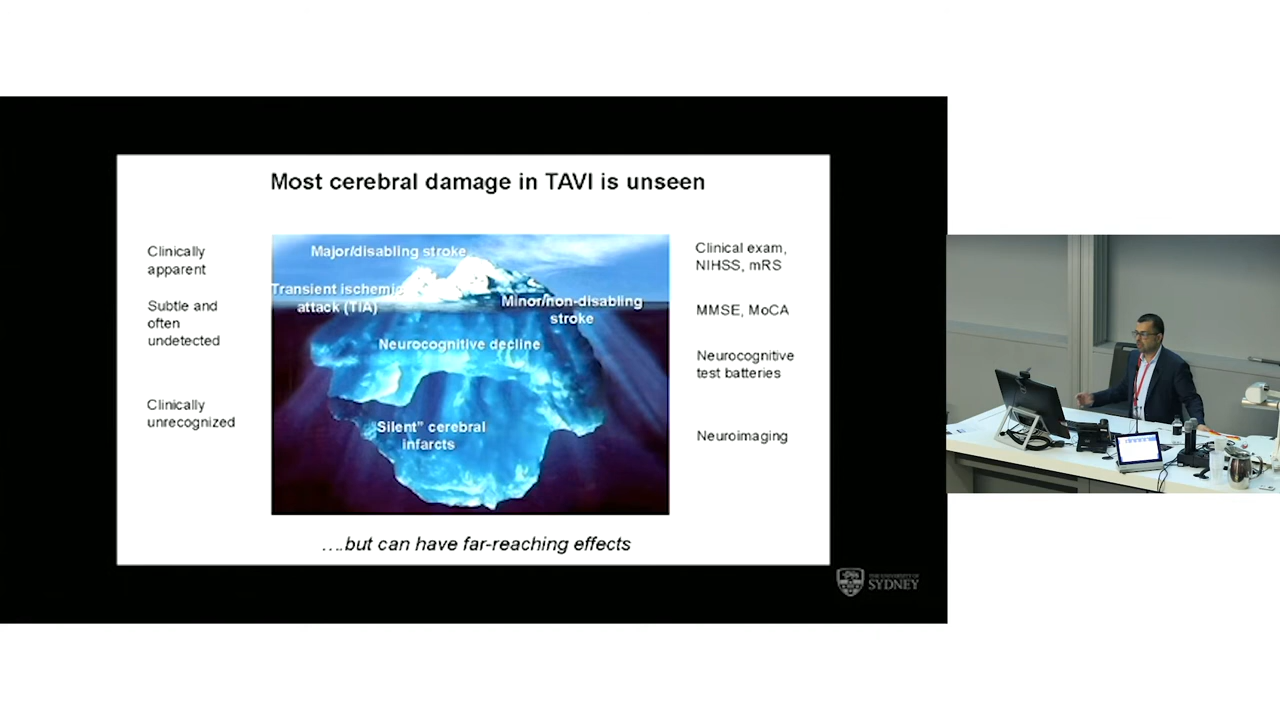 Most cerebral damage in TAVI is unseen
Clinically
apparent
Subtle and
often
undetected
Clinically
unrecognized
Major/disabling stroke
Transient ischemic
attack (TIA)
Minor/non-disabling
stroke
Neurocognitive decline
Silent” cerebral
infarcts
Clinical exam,
NIHSS, mRS
MMSE, MoCA
Neurocognitive
test batteries
Neuroimaging
….but can have far-reaching effects
THE UNIVERSITY OF
SYDNEY